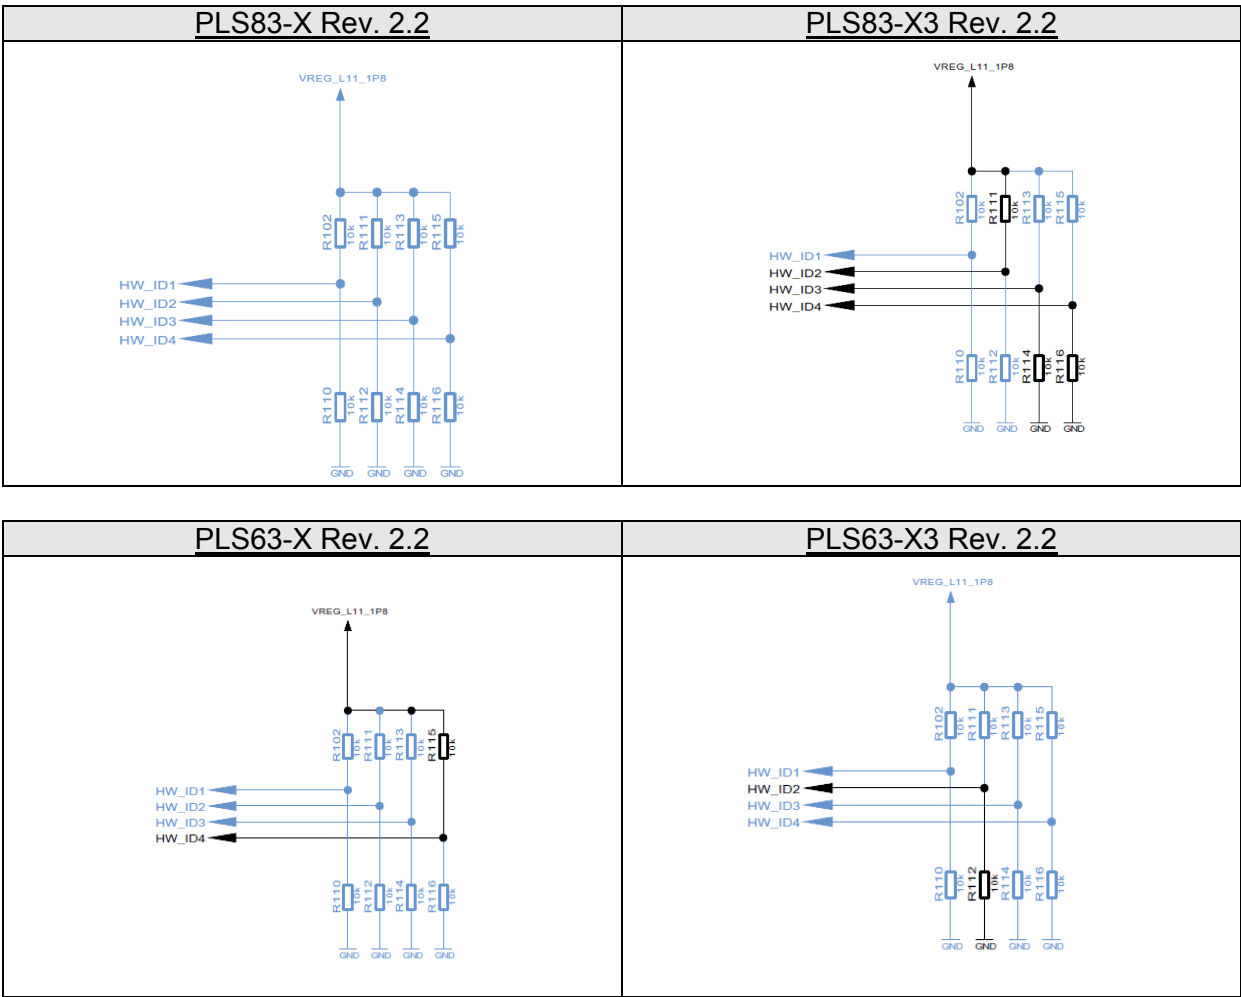 PLS83-X Rev. 2.2
PLS83-X3 Rev. 2.2
VREG_L11_1P8
R102 10k R111 10k R113 10k R115 10k
HW_ID1
HW_ID2
HW_ID3
HW_ID4
R110 10k R112 10k R114 10k R116 10k
GND GND GND GND
VREG_L11_1P8
R102 10k R111 10k R113 10k R115 10k
HW_ID1
HW_ID2
HW_ID3
HW_ID4
R110 10k R112 10k R114 10k R116 10k
GND GND GND GND
PLS63-X Rev. 2.2
PLS63-X3 Rev. 2.2
VREG_L11_1P8
R102 10k R111 10k R113 10k R115 10k
HW_ID1
HW_ID2
HW_ID3
HW_ID4
R110 10k R112 10k R114 10k R116 10k
GND GND GND GND
VREG_L11_1P8
R102 10k R111 10k R113 10k R115 10k
HW_ID1
HW_ID2
HW_ID3
HW_ID4
R110 10k R112 10k R114 10k R116 10k
GND GND GND GND